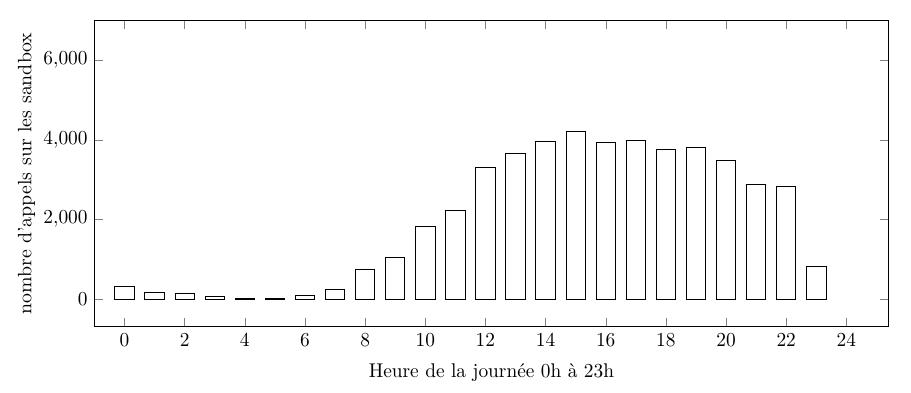 nombre d'appels sur les sandbox
6,000
4,000
2,000
0
0 2 4 6 8 10 12 14 16 18 20 22 24
Heure de la journée 0h à 23h